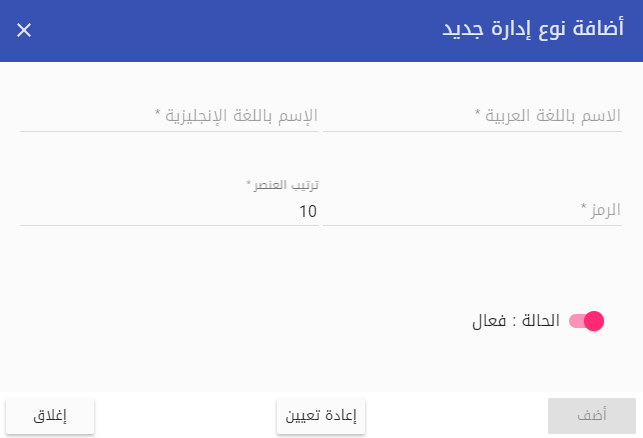 أضافة نوع إدارة جديد
الاسم باللغة العربية *
الإسم باللغة الإنجليزية *
الرمز *
ترتيب العنصر *
10
الحالة : فعال
أضف
إعادة تعيين
إغلاق